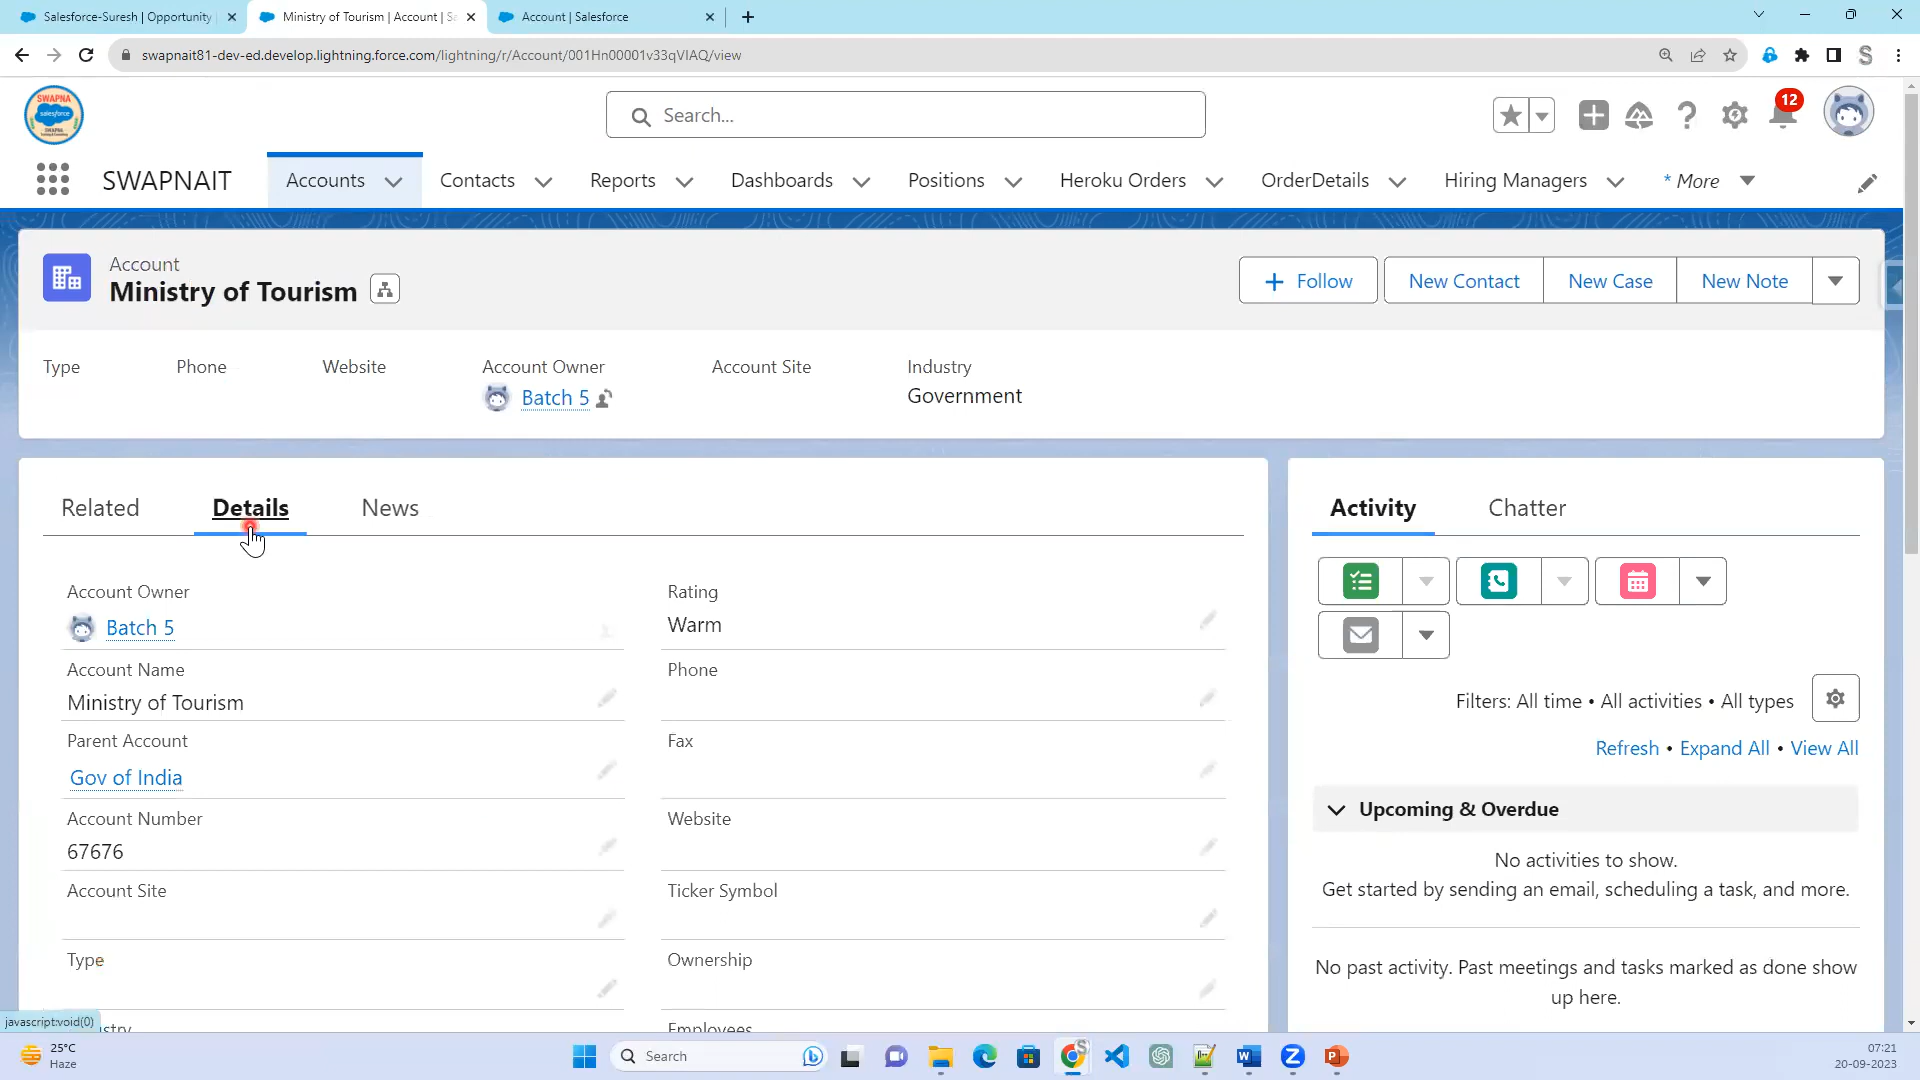 Salesforce-Suresh | Opportunity
Ministry of Tourism | Account | Sa
Account | Salesforce
swapnait81-dev-ed.develop.lightning.force.com/lightning/r/Account/001Hn00001v33qVIAQ/view
SWAPNA
salesforce
SWAPNA
Search...
12
SWAPNAIT
Accounts
Contacts
Reports
Dashboards
Positions
Heroku Orders
OrderDetails
Hiring Managers
* More
Account
Ministry of Tourism
Follow
New Contact
New Case
New Note
Type
Phone
Website
Account Owner
Account Site
Industry
Batch 5
Government
Related
Details
News
Activity
Chatter
Account Owner
Batch 5
Rating
Warm
Account Name
Ministry of Tourism
Phone
Parent Account
Gov of India
Fax
Account Number
67676
Website
Account Site
Ticker Symbol
Type
Ownership
Employees
Filters: All time • All activities • All types
Refresh • Expand All • View All
Upcoming & Overdue
No activities to show.
Get started by sending an email, scheduling a task, and more.
No past activity. Past meetings and tasks marked as done show
up here.
javascript:void(0)
25°C
Haze
Search
07:21
20-09-2023